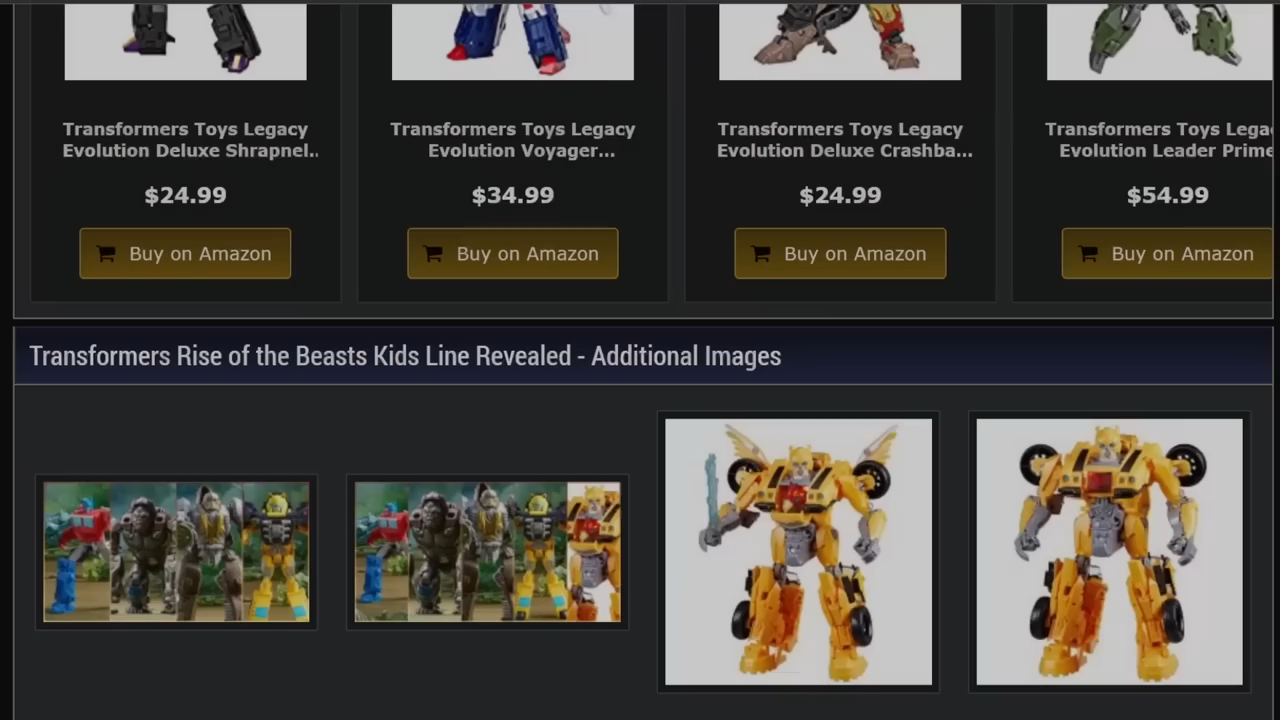 Transformers Toys Legacy
Evolution Deluxe Shrapnel..
$24.99
Buy on Amazon
Transformers Toys Legacy
Evolution Voyager...
$34.99
Buy on Amazon
Transformers Toys Legacy
Evolution Deluxe Crashba...
$24.99
Buy on Amazon
Transformers Toys Lega
Evolution Leader Prime
$54.99
Buy on Amazon
Transformers Rise of the Beasts Kids Line Revealed - Additional Images